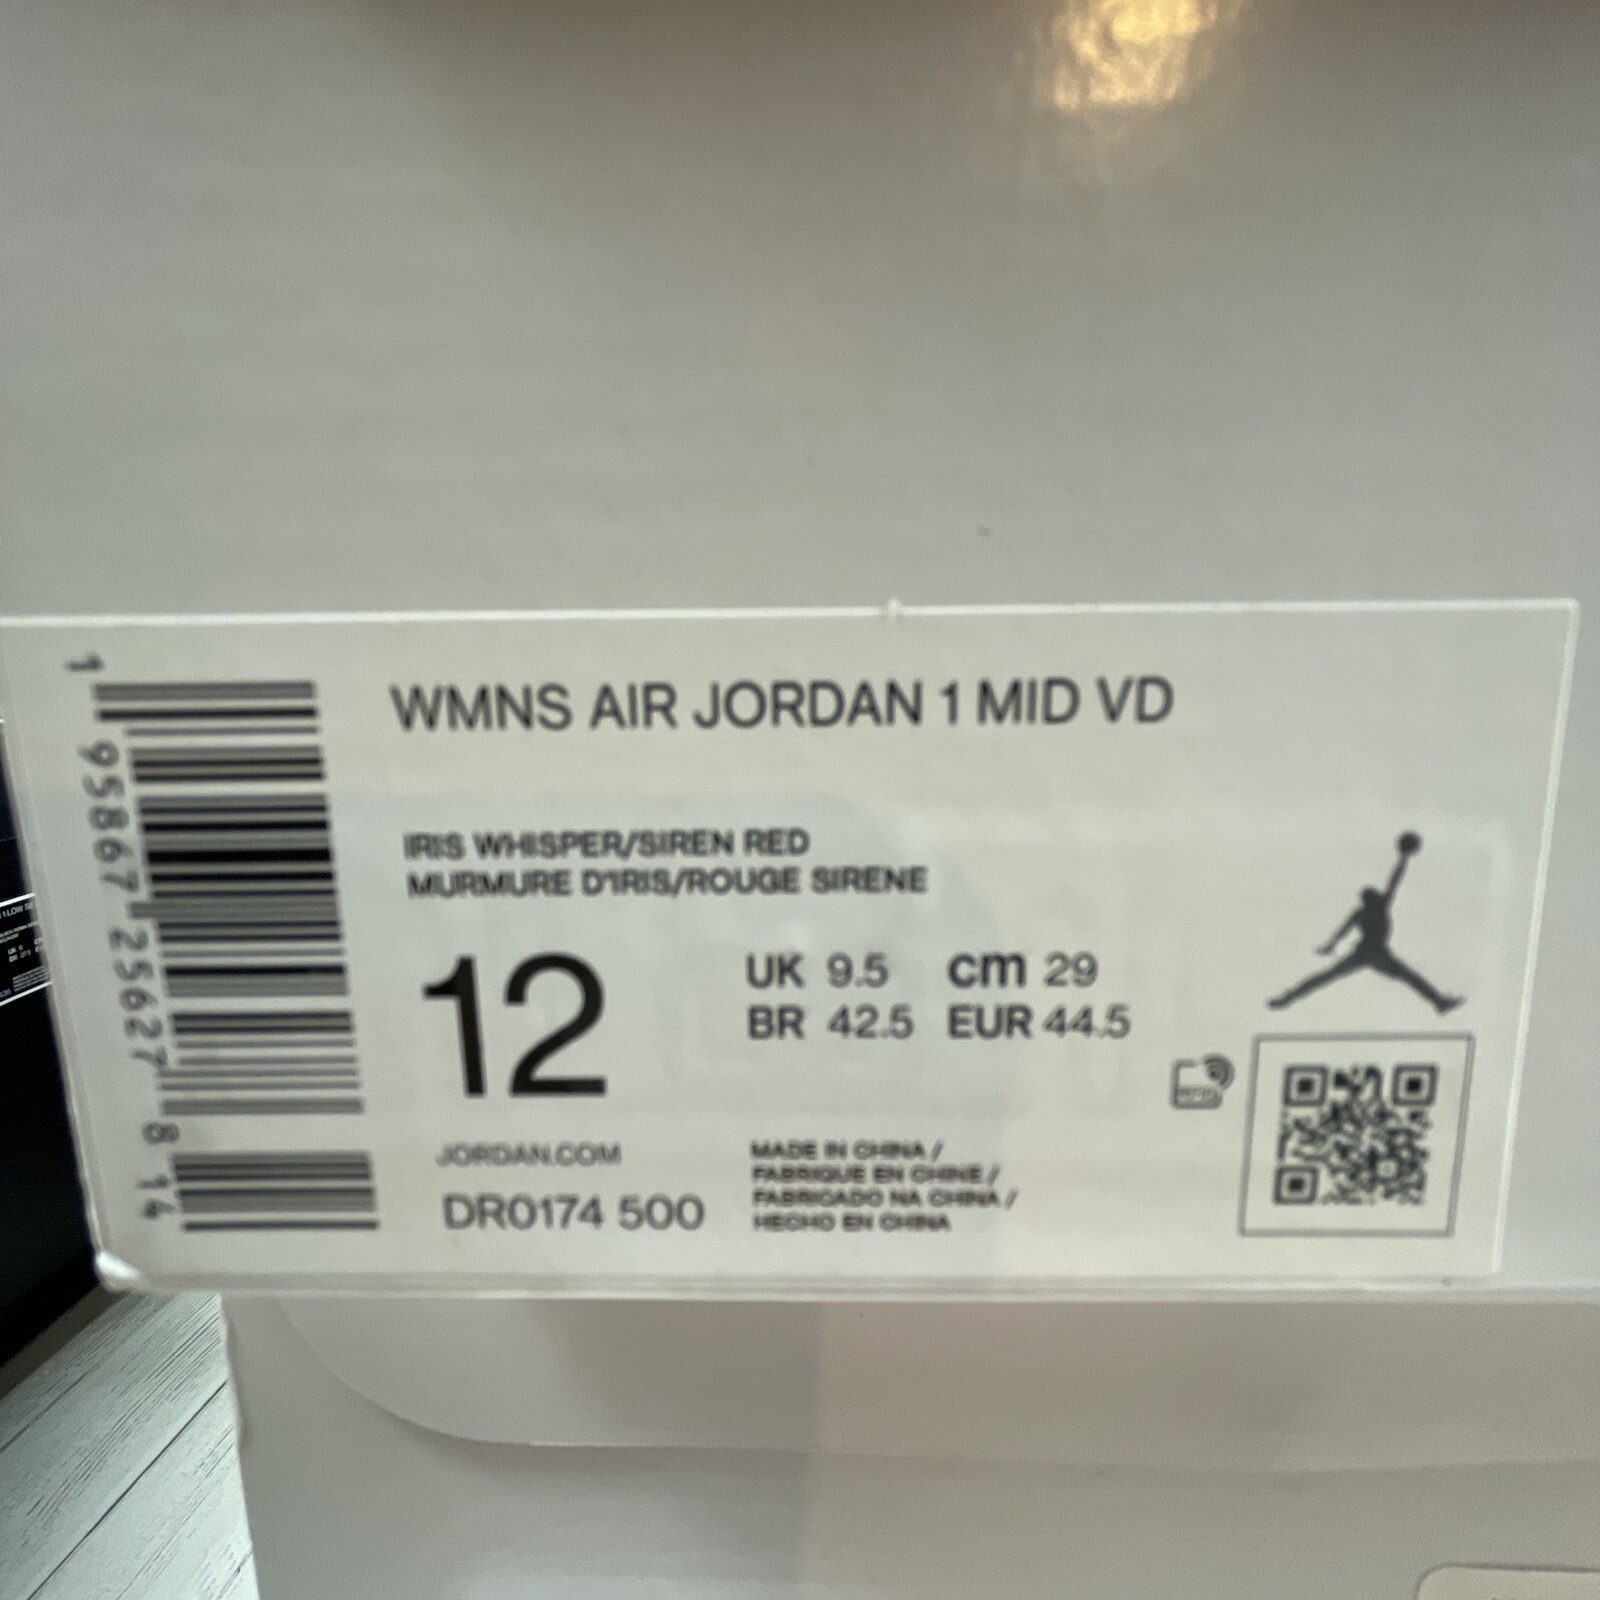 WMNS AIR JORDAN 1 MID VD
IRIS WHISPER/SIREN RED
MURMURE D'IRIS/ROUGE SIRENE
12
UK 9.5 cm 29
BR 42.5 EUR 44.5
JORDAN.COM
DR0174 500
MADE IN CHINA /
FABRIQUE EN CHINE /
FABRICADO NA CHINA /
HECHO EN CHINA
1 95867 25627 8 14